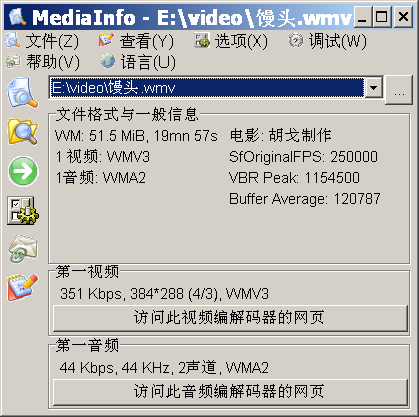 MediaInfo - E:\video\馒头.wmv
文件(Z) 查看(Y) 选项(X) 调试(W)
帮助(V) 语言(U)
E:\video\馒头.wmv
...
文件格式与一般信息
WM: 51.5 MiB, 19mn 57s 电影: 胡戈制作
1 视频: WMV3 SfOriginalFPS: 250000
1音频: WMA2 VBR Peak: 1154500
Buffer Average: 120787
第一视频
351 Kbps, 384*288 (4/3), WMV3
访问此视频编解码器的网页
第一音频
44 Kbps, 44 KHz, 2声道, WMA2
访问此音频编解码器的网页